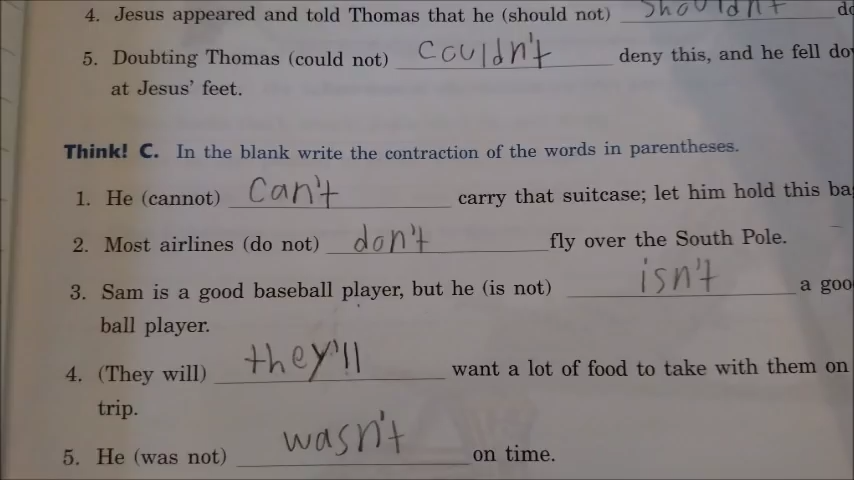 4. Jesus appeared and told Thomas that he (should not) shouldn't
5. Doubting Thomas (could not) couldn't deny this, and he fell
at Jesus' feet.
Think! C. In the blank write the contraction of the words in parentheses.
1. He (cannot) can't carry that suitcase; let him hold this
2. Most airlines (do not) don't fly over the South Pole.
3. Sam is a good baseball player, but he (is not) isn't a
ball player.
4. (They will) they'll want a lot of food to take with them on
trip.
5. He (was not) wasn't on time.